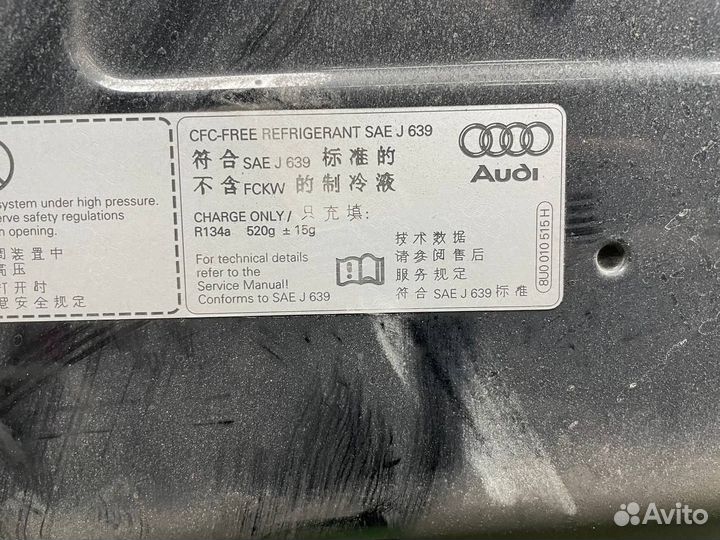 ystem under high pressure.
erve safety regulations
n opening.
装置中
高压
打开时
安全规定
CFC-FREE REFRIGERANT SAE J 639
符合 SAE J 639 标准的
不含 FCKW 的制冷液
CHARGE ONLY / 只充填:
R134a 520g ± 15g
For technical details
refer to the
Service Manual!
Conforms to SAE J 639
Audi
技术数据
请参阅售后
服务规定
符合 SAE J 639 标准
8U0 010 515 H
Avito